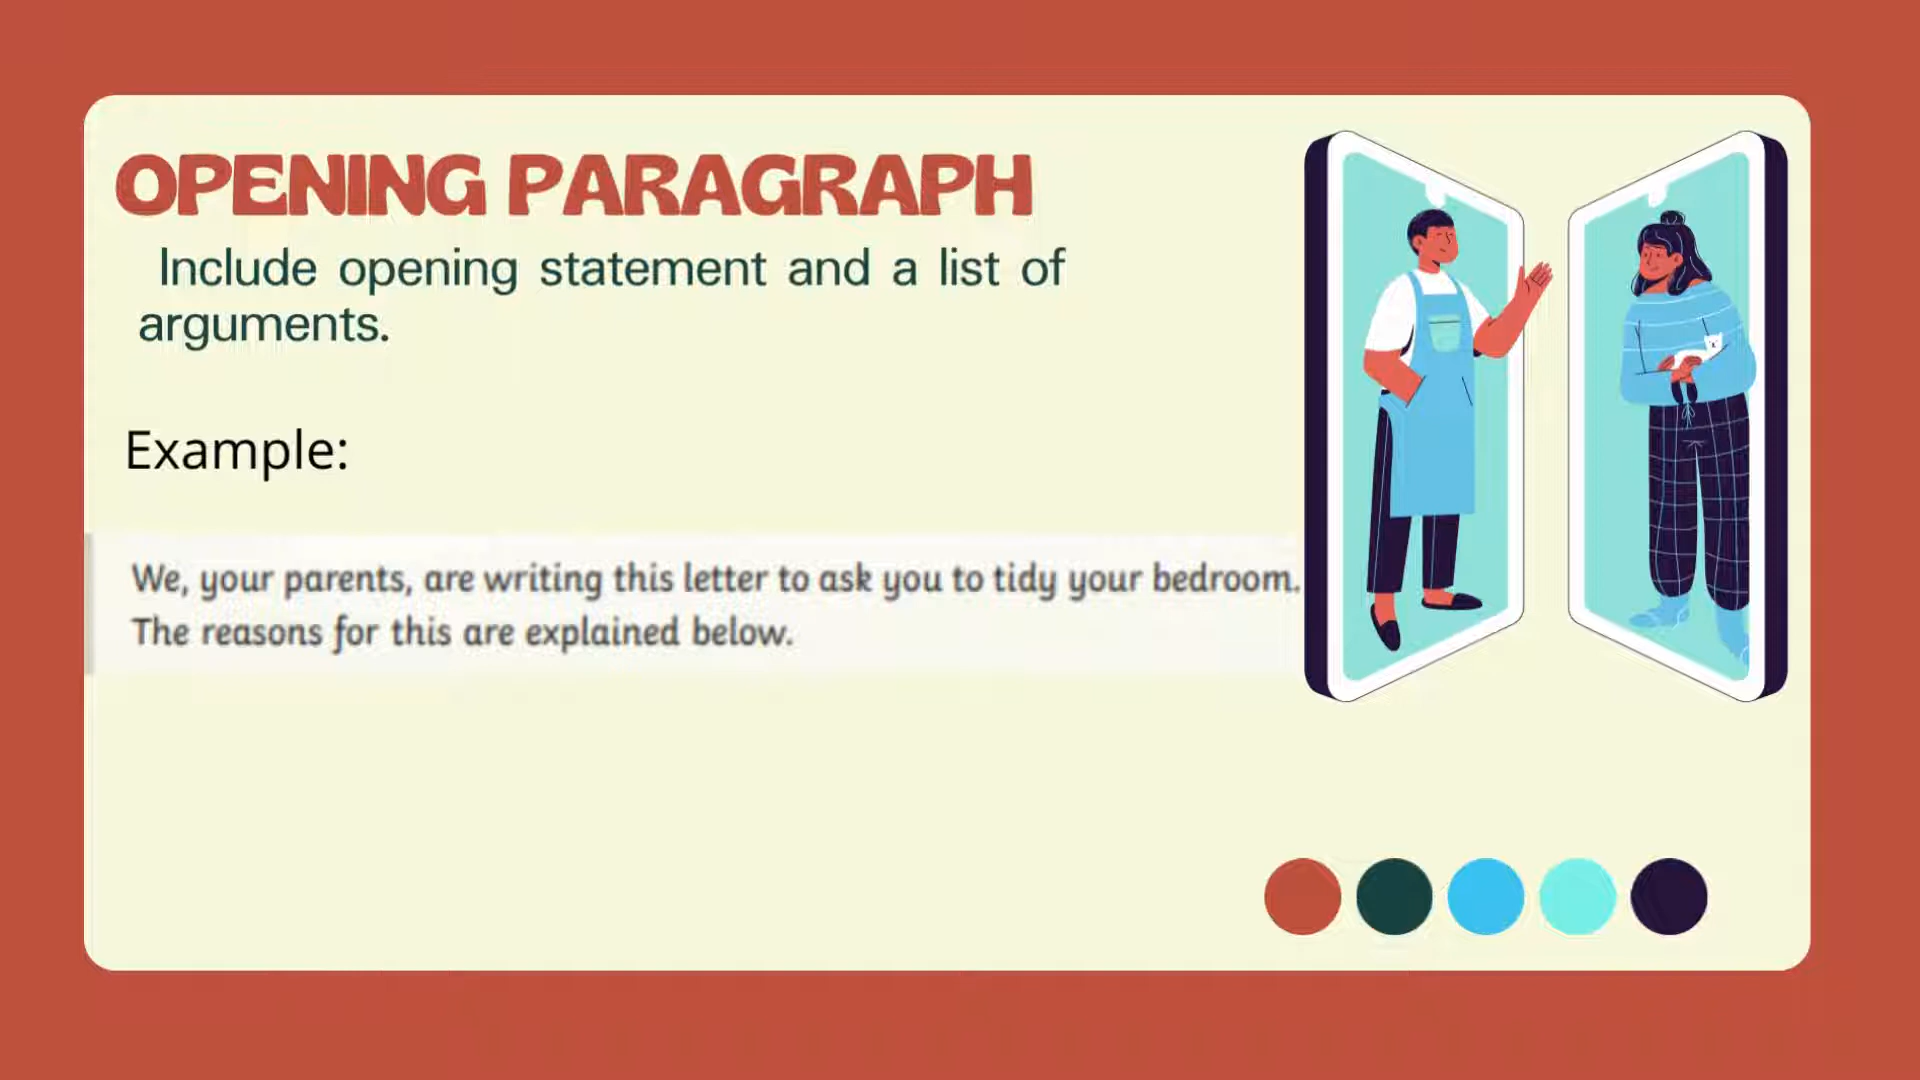 OPENING PARAGRAPH
Include opening statement and a list of
arguments.
Example:
We, your parents, are writing this letter to ask you to tidy your bedroom.
The reasons for this are explained below.